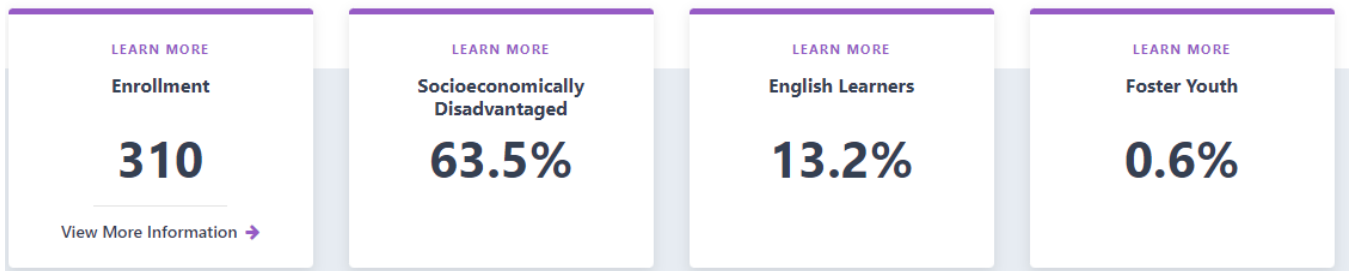 LEARN MORE
Enrollment
310
View More Information
LEARN MORE
Socioeconomically
Disadvantaged
63.5%
LEARN MORE
English Learners
13.2%
LEARN MORE
Foster Youth
0.6%